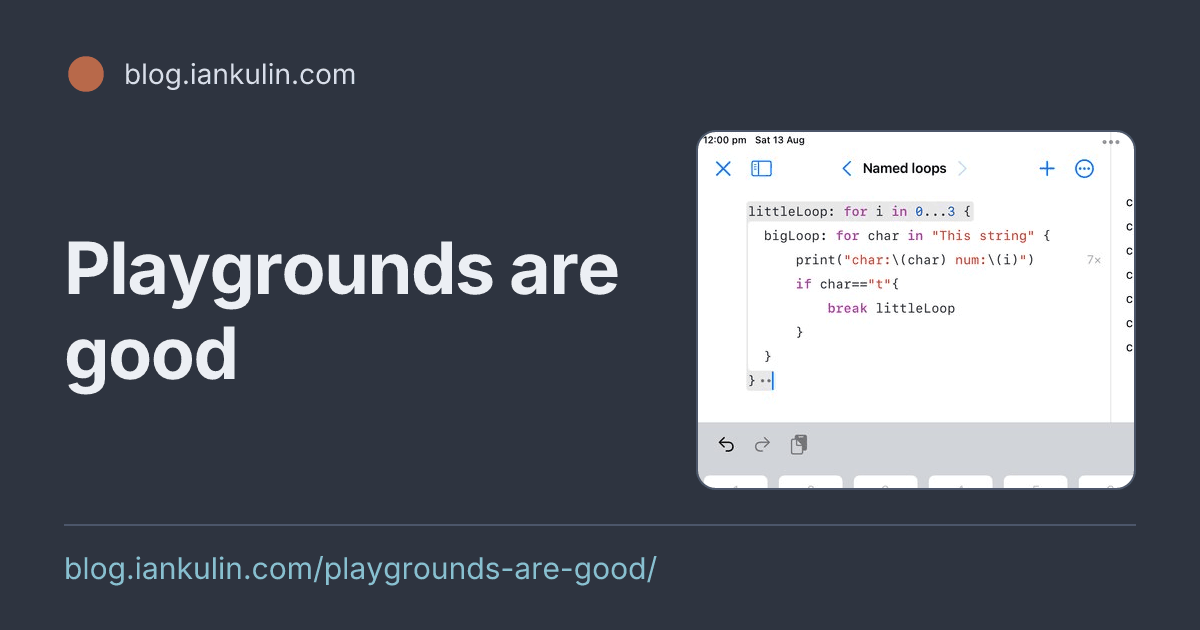 blog.iankulin.com
Playgrounds are
good
12:00 pm Sat 13 Aug
Named loops
littleLoop: for i in 0...3 {
bigLoop: for char in "This string" {
print("char:\(char) num:\(i)")
7×
if char=="t"{
break littleLoop
}
}
}
c
c
c
c
c
c
c
blog.iankulin.com/playgrounds-are-good/